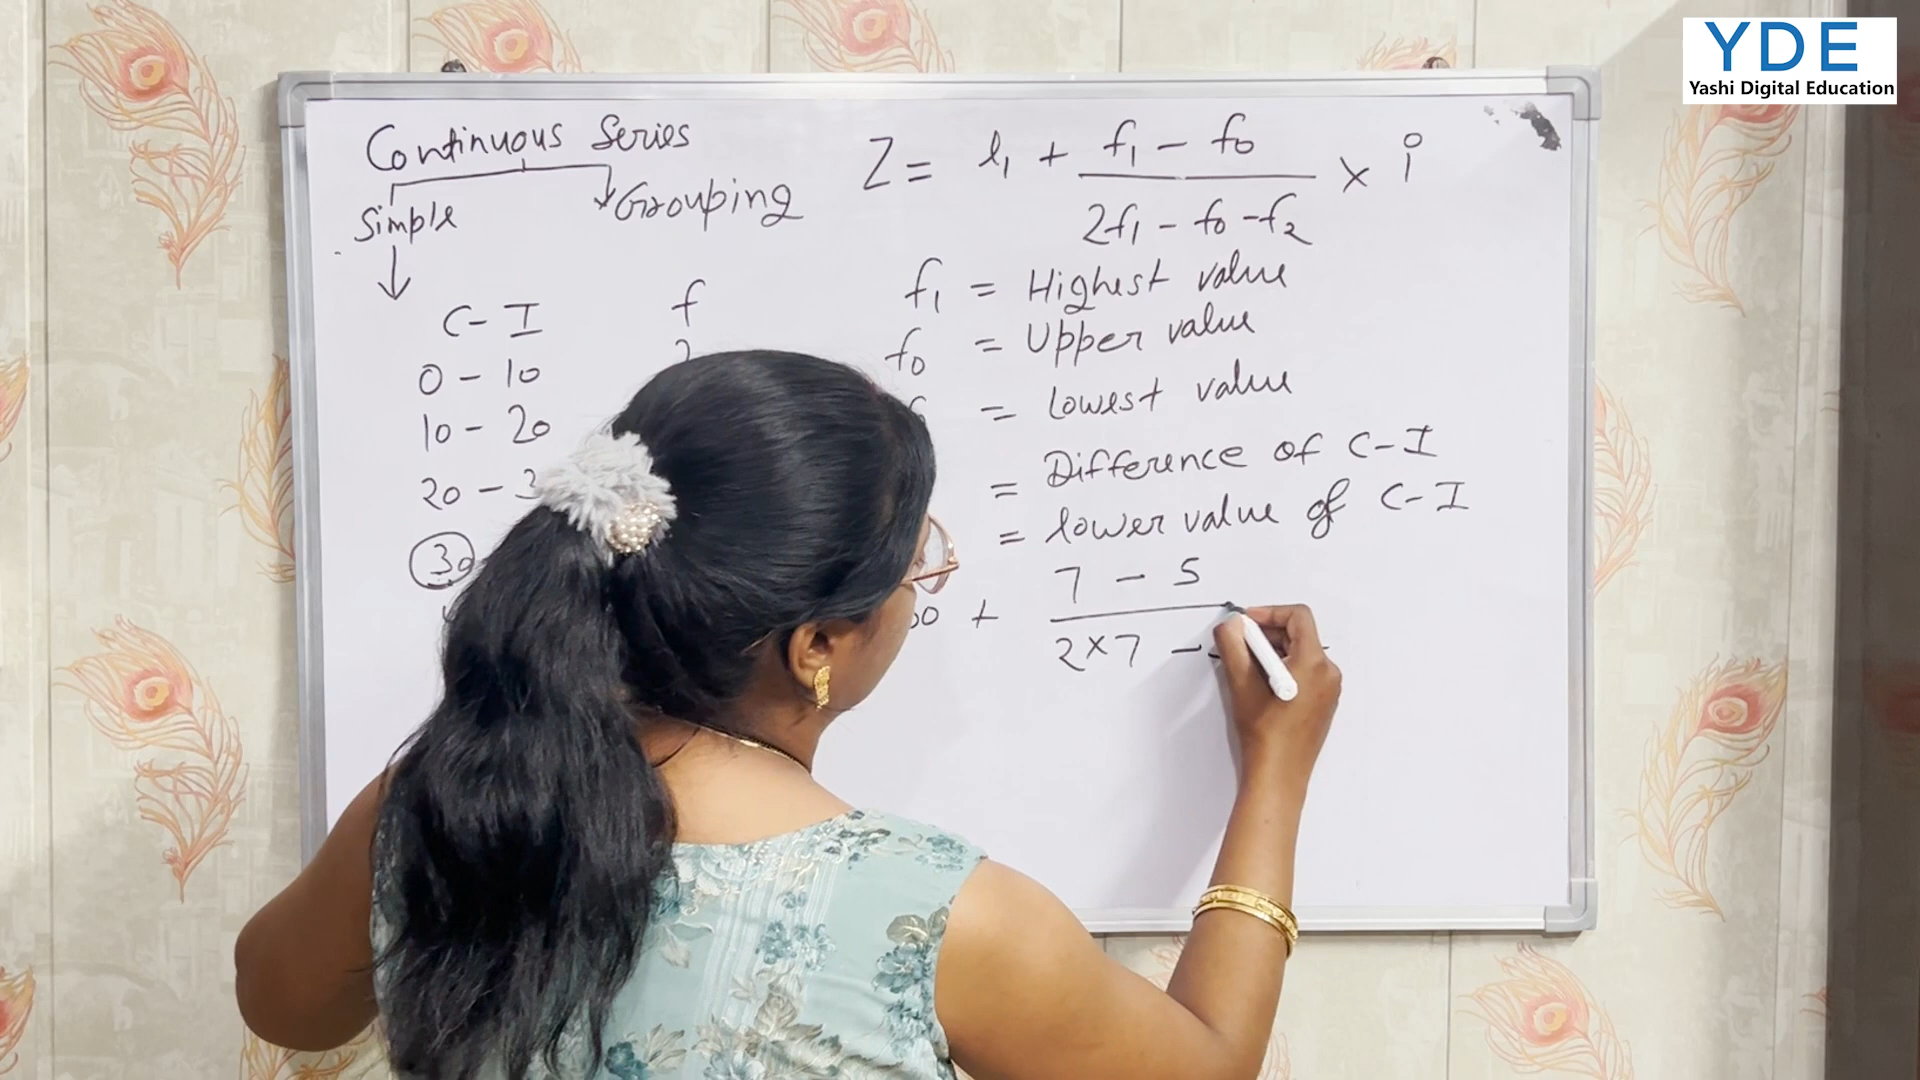 YDE
Yashi Digital Education
Continuous Series
Simple
Grouping
C-I f
0 - 10
10 - 20
20 - 3
30
Z = l₁ + f₁ - f₀ / 2f₁ - f₀ - f₂ × i
f₁ = Highest value
f₀ = Upper value
= Lowest value
= Difference of C-I
= lower value of C-I
+ 7 - 5
2×7 -